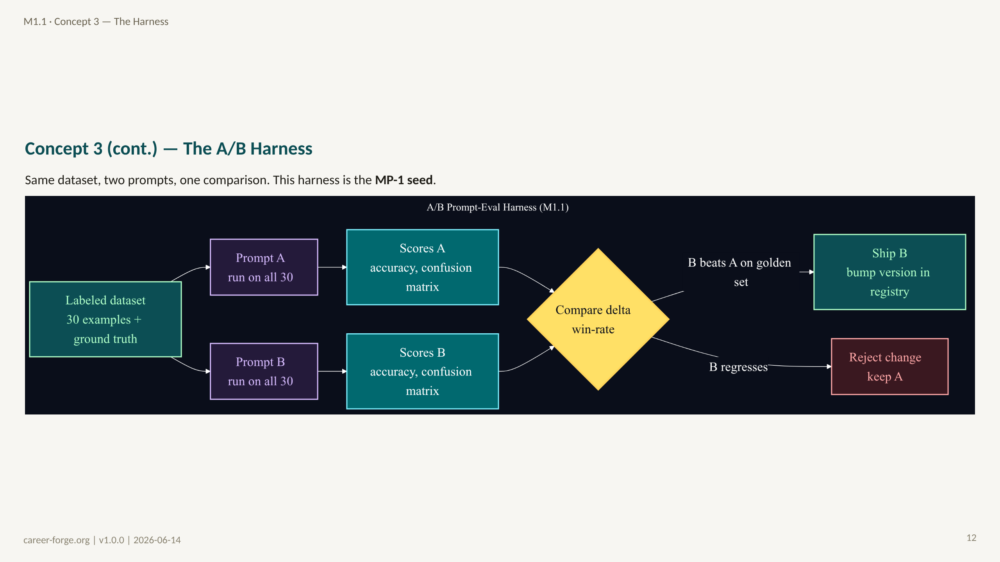 M1.1 · Concept 3 — The Harness
Concept 3 (cont.) — The A/B Harness
Same dataset, two prompts, one comparison. This harness is the MP-1 seed.
A/B Prompt-Eval Harness (M1.1)
Labeled dataset
30 examples +
ground truth
Prompt A
run on all 30
Scores A
accuracy, confusion
matrix
Prompt B
run on all 30
Scores B
accuracy, confusion
matrix
Compare delta
win-rate
B beats A on golden
set
Ship B
bump version in
registry
B regresses
Reject change
keep A
career-forge.org | v1.0.0 | 2026-06-14
12